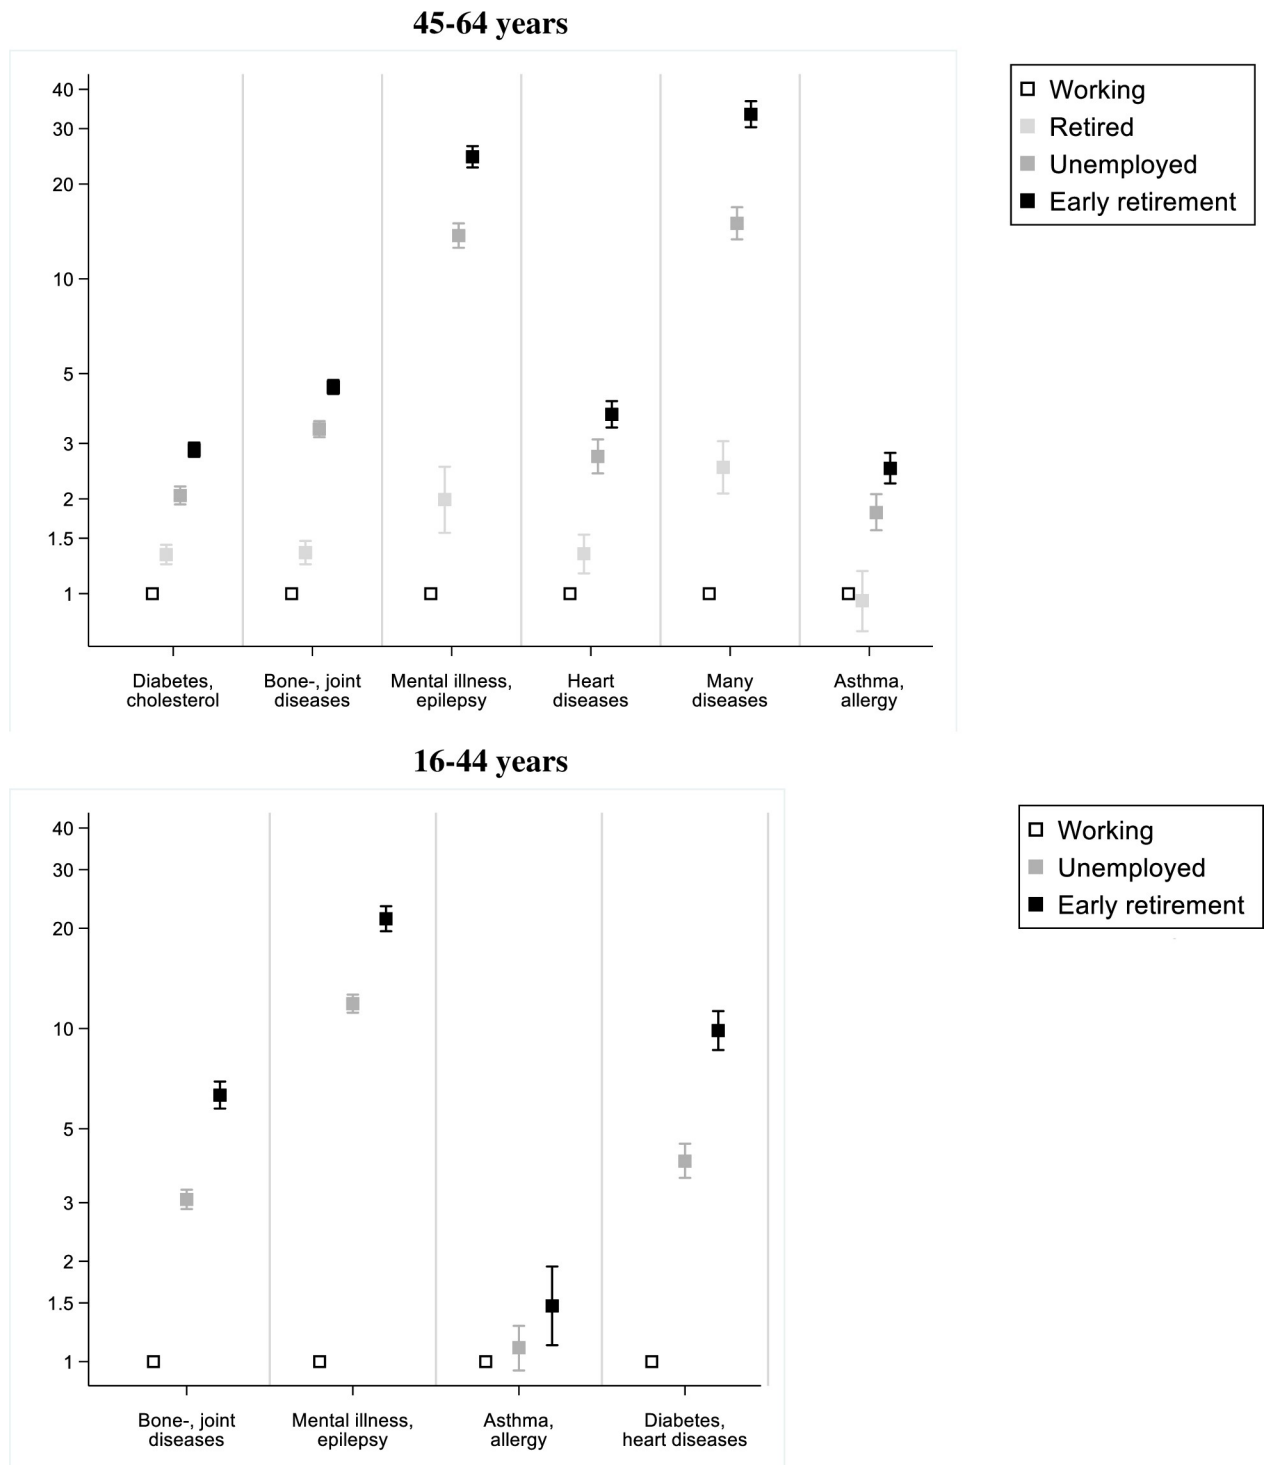 45-64 years
40
30
20
10
5
3
2
1.5
1
Diabetes,
cholesterol
Bone-, joint
diseases
Mental illness,
epilepsy
Heart
diseases
Many
diseases
Asthma,
allergy
Working
Retired
Unemployed
Early retirement
16-44 years
40
30
20
10
5
3
2
1.5
1
Bone-, joint
diseases
Mental illness,
epilepsy
Asthma,
allergy
Diabetes,
heart diseases
Working
Unemployed
Early retirement